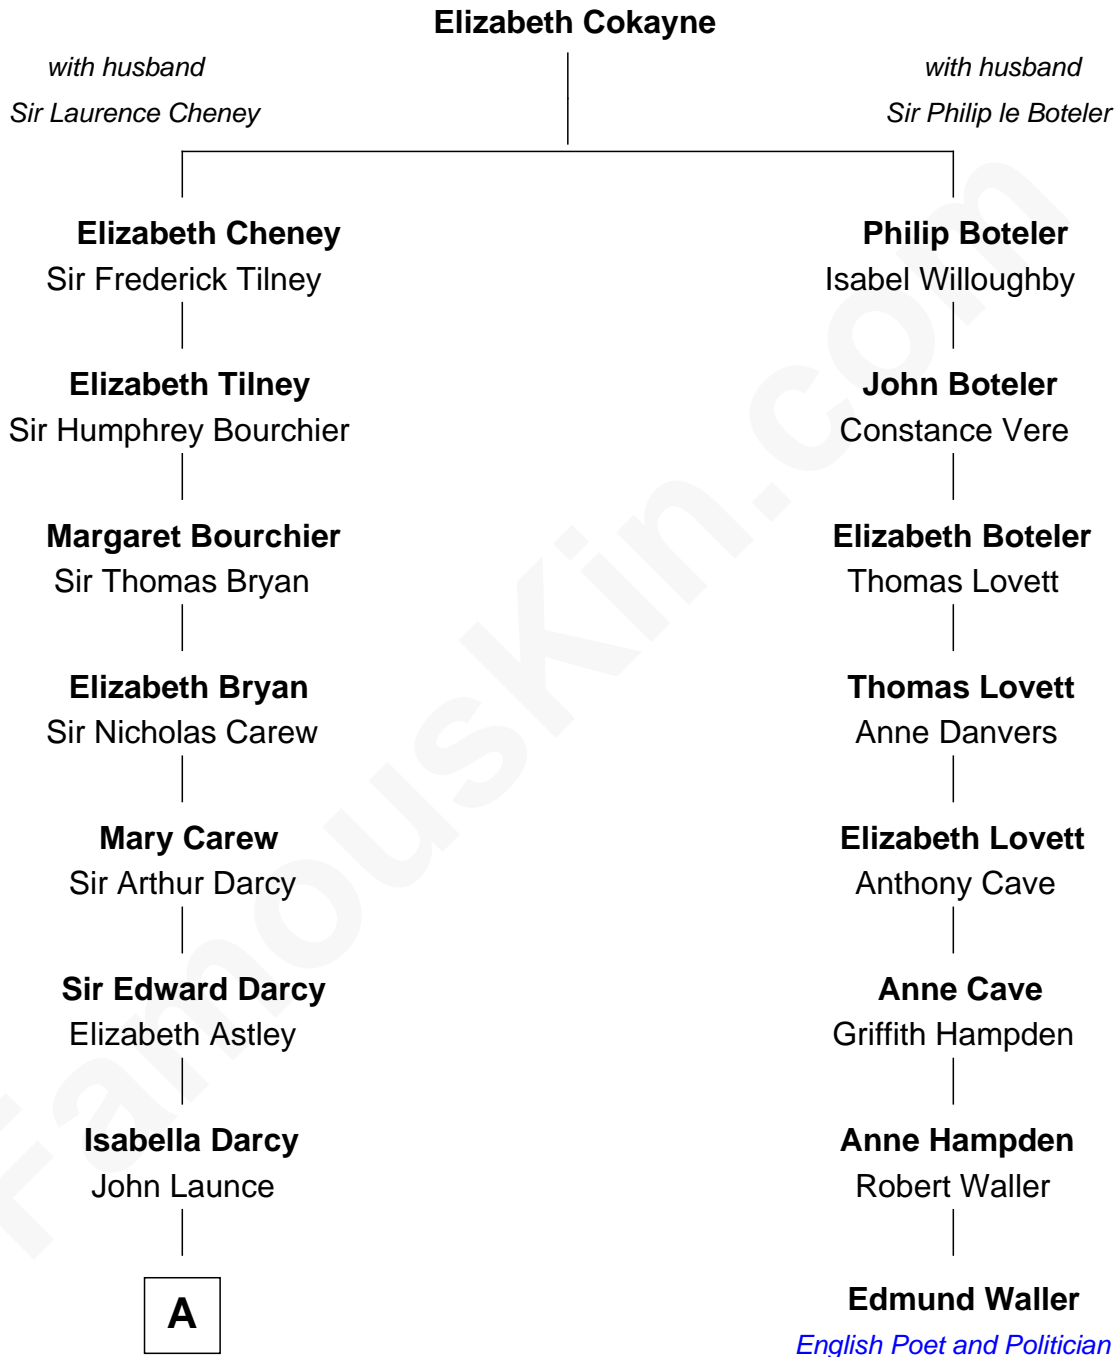 Elizabeth Cokayne
with husband
Sir Laurence Cheney
with husband
Sir Philip le Boteler
Elizabeth Cheney
Sir Frederick Tilney
Philip Boteler
Isabel Willoughby
Elizabeth Tilney
Sir Humphrey Bourchier
John Boteler
Constance Vere
Margaret Bourchier
Sir Thomas Bryan
Elizabeth Boteler
Thomas Lovett
Elizabeth Bryan
Sir Nicholas Carew
Thomas Lovett
Anne Danvers
Mary Carew
Sir Arthur Darcy
Elizabeth Lovett
Anthony Cave
Sir Edward Darcy
Elizabeth Astley
Anne Cave
Griffith Hampden
Isabella Darcy
John Launce
Anne Hampden
Robert Waller
A
Edmund Waller
English Poet and Politician
FamousKin.com